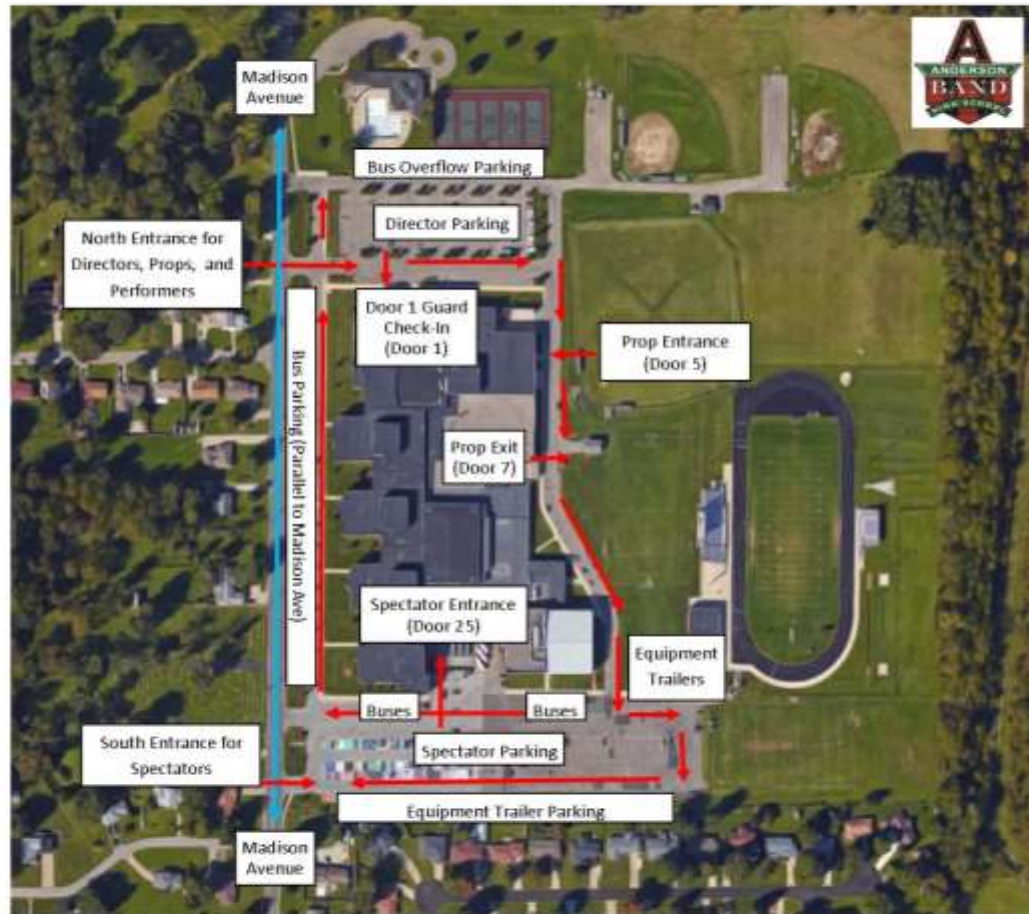 A
ANDERSON
BAND
HIGH SCHOOL
Madison
Avenue
Bus Overflow Parking
Director Parking
North Entrance for
Directors, Props, and
Performers
Door 1 Guard
Check-In
(Door 1)
Prop Entrance
(Door 5)
Bus Parking (Parallel to Madison Ave)
Prop Exit
(Door 7)
Spectator Entrance
(Door 25)
Equipment
Trailers
Buses
Buses
South Entrance for
Spectators
Spectator Parking
Equipment Trailer Parking
Madison
Avenue